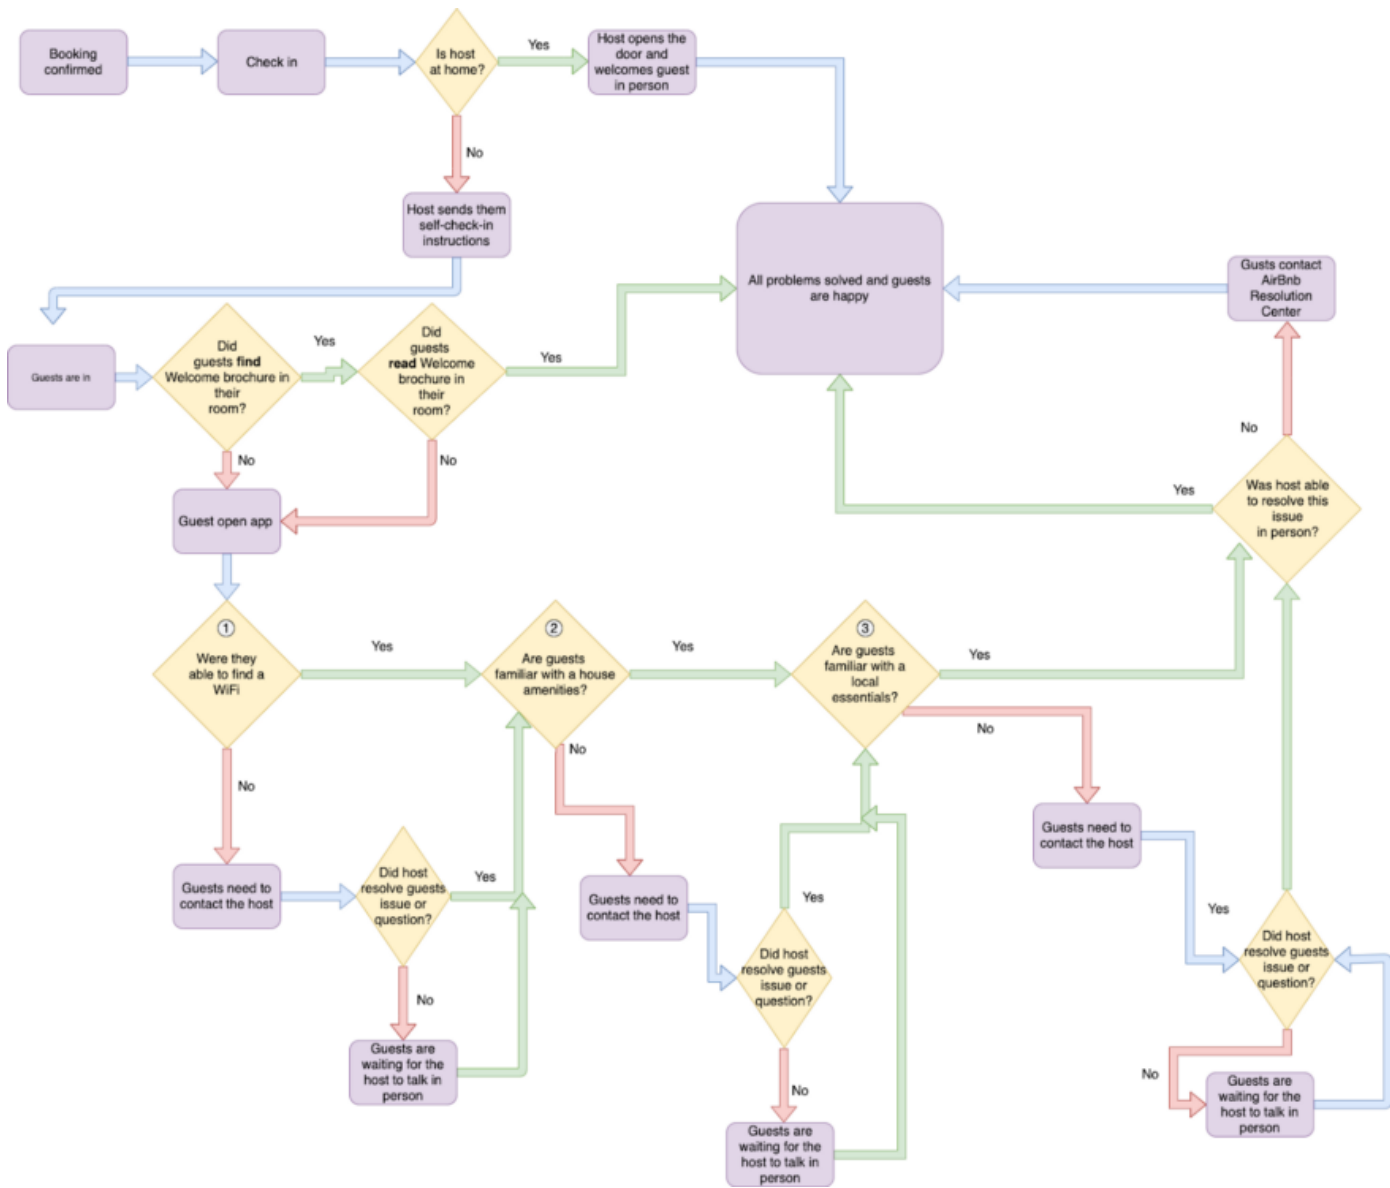 Booking
confirmed
Check in
Is host
at home?
Yes
Host opens the
door and
welcomes guest
in person
No
Host sends them
self-check-in
instructions
All problems solved and guests
are happy
Gusts contact
AirBnb
Resolution
Center
Guests are in
Did
guests find
Welcome brochure in
their
room?
Yes
Did
guests
read Welcome
brochure in
their
room?
Yes
No
No
Guest open app
No
Was host able
to resolve this
issue
in person?
Yes
1
Were they
able to find a
WiFi
Yes
2
Are guests
familiar with a house
amenities?
Yes
3
Are guests
familiar with a
local
essentials?
Yes
No
No
No
Guests need to
contact the host
Did host
resolve guests
issue or
question?
Yes
No
Guests are
waiting for the
host to talk in
person
Guests need to
contact the host
Yes
Did host
resolve guests
issue or
question?
No
Guests are
waiting for the
host to talk in
person
Guests need to
contact the host
Yes
Did host
resolve guests
issue or
question?
No
Guests are
waiting for the
host to talk in
person